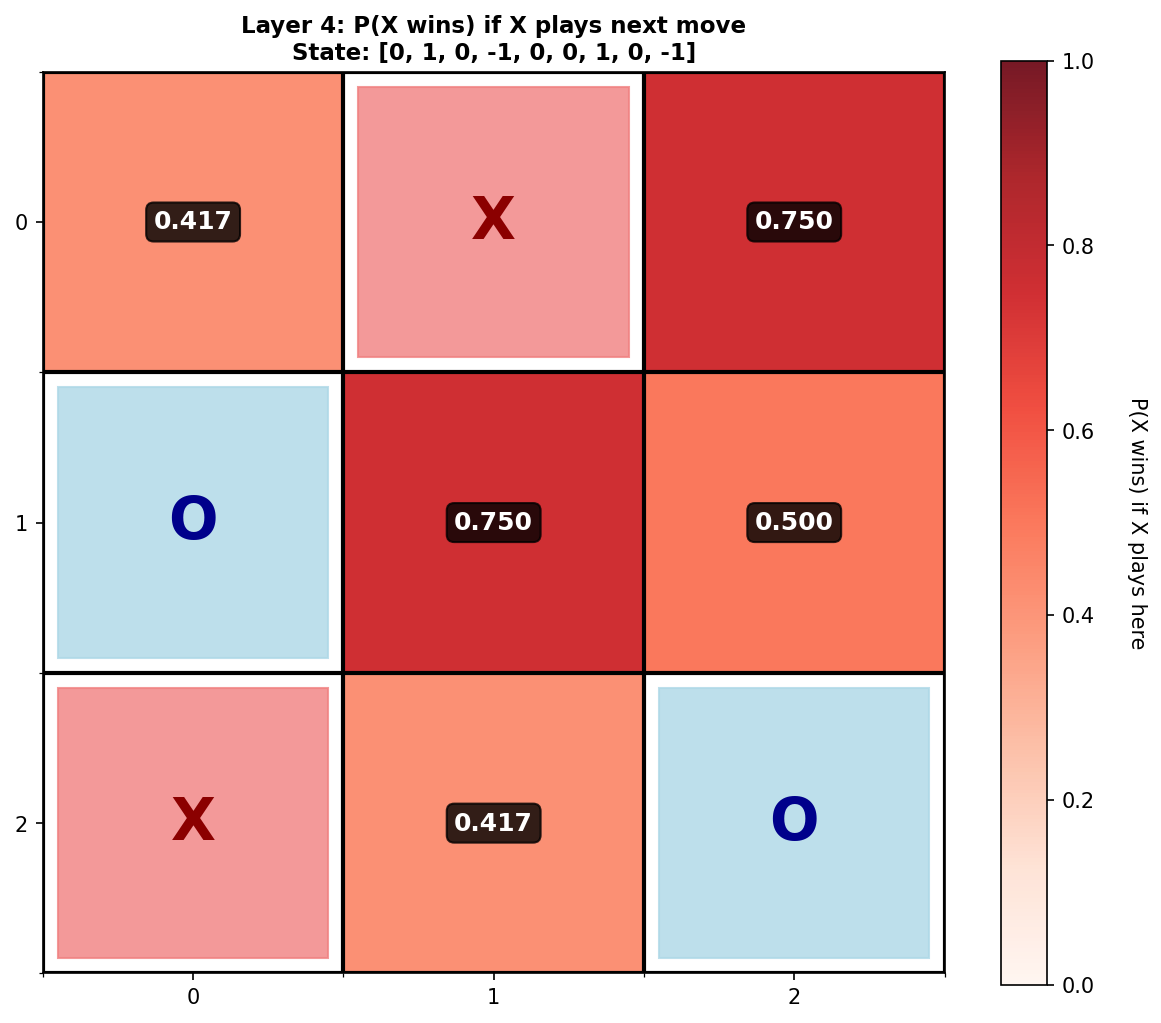 Layer 4: P(X wins) if X plays next move
State: [0, 1, 0, -1, 0, 0, 1, 0, -1]
0
0.417
X
0.750
1
O
0.750
0.500
2
X
0.417
O
0
1
2
1.0
0.8
0.6
0.4
0.2
0.0
P(X wins) if X plays here